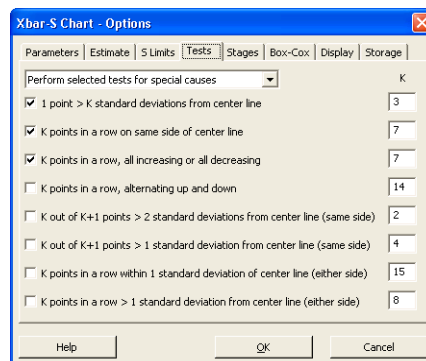 Xbar-S Chart - Options
Parameters Estimate S Limits Tests Stages Box-Cox Display Storage
Perform selected tests for special causes K
1 point > K standard deviations from center line 3
K points in a row on same side of center line 7
K points in a row, all increasing or all decreasing 7
K points in a row, alternating up and down 14
K out of K+1 points > 2 standard deviations from center line (same side) 2
K out of K+1 points > 1 standard deviation from center line (same side) 4
K points in a row within 1 standard deviation of center line (either side) 15
K points in a row > 1 standard deviation from center line (either side) 8
Help OK Cancel